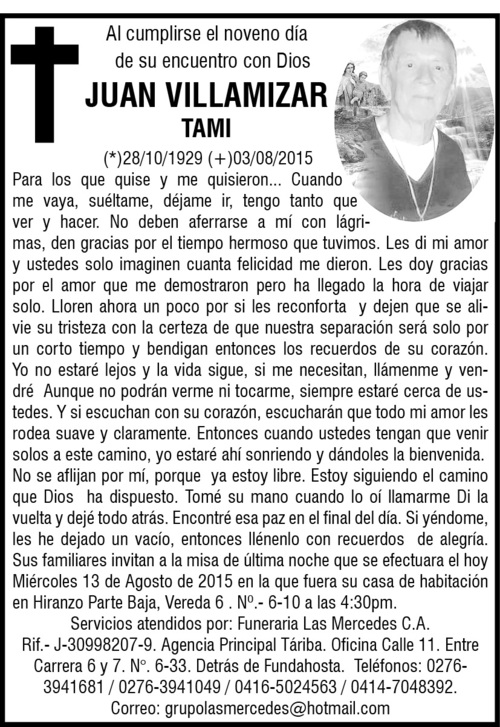 Al cumplirse el noveno día
de su encuentro con Dios
JUAN VILLAMIZAR
TAMI
(*)28/10/1929 (+)03/08/2015
Para los que quise y me quisieron... Cuando
me vaya, suéltame, déjame ir, tengo tanto que
ver y hacer. No deben aferrarse a mí con lágri-
mas, den gracias por el tiempo hermoso que tuvimos. Les di mi amor
y ustedes solo imaginen cuanta felicidad me dieron. Les doy gracias
por el amor que me demostraron pero ha llegado la hora de viajar
solo. Lloren ahora un poco por si les reconforta y dejen que se ali-
vie su tristeza con la certeza de que nuestra separación será solo por
un corto tiempo y bendigan entonces los recuerdos de su corazón.
Yo no estaré lejos y la vida sigue, si me necesitan, llámenme y ven-
dré Aunque no podrán verme ni tocarme, siempre estaré cerca de us-
tedes. Y si escuchan con su corazón, escucharán que todo mi amor les
rodea suave y claramente. Entonces cuando ustedes tengan que venir
solos a este camino, yo estaré ahí sonriendo y dándoles la bienvenida.
No se aflijan por mí, porque ya estoy libre. Estoy siguiendo el camino
que Dios ha dispuesto. Tomé su mano cuando lo oí llamarme Di la
vuelta y dejé todo atrás. Encontré esa paz en el final del día. Si yéndome,
les he dejado un vacío, entonces llénenlo con recuerdos de alegría.
Sus familiares invitan a la misa de última noche que se efectuara el hoy
Miércoles 13 de Agosto de 2015 en la que fuera su casa de habitación
en Hiranzo Parte Baja, Vereda 6 . Nº.- 6-10 a las 4:30pm.
Servicios atendidos por: Funeraria Las Mercedes C.A.
Rif.- J-30998207-9. Agencia Principal Táriba. Oficina Calle 11. Entre
Carrera 6 y 7. N°. 6-33. Detrás de Fundahosta. Teléfonos: 0276-
3941681 / 0276-3941049 / 0416-5024563 / 0414-7048392.
Correo: grupolasmercedes@hotmail.com